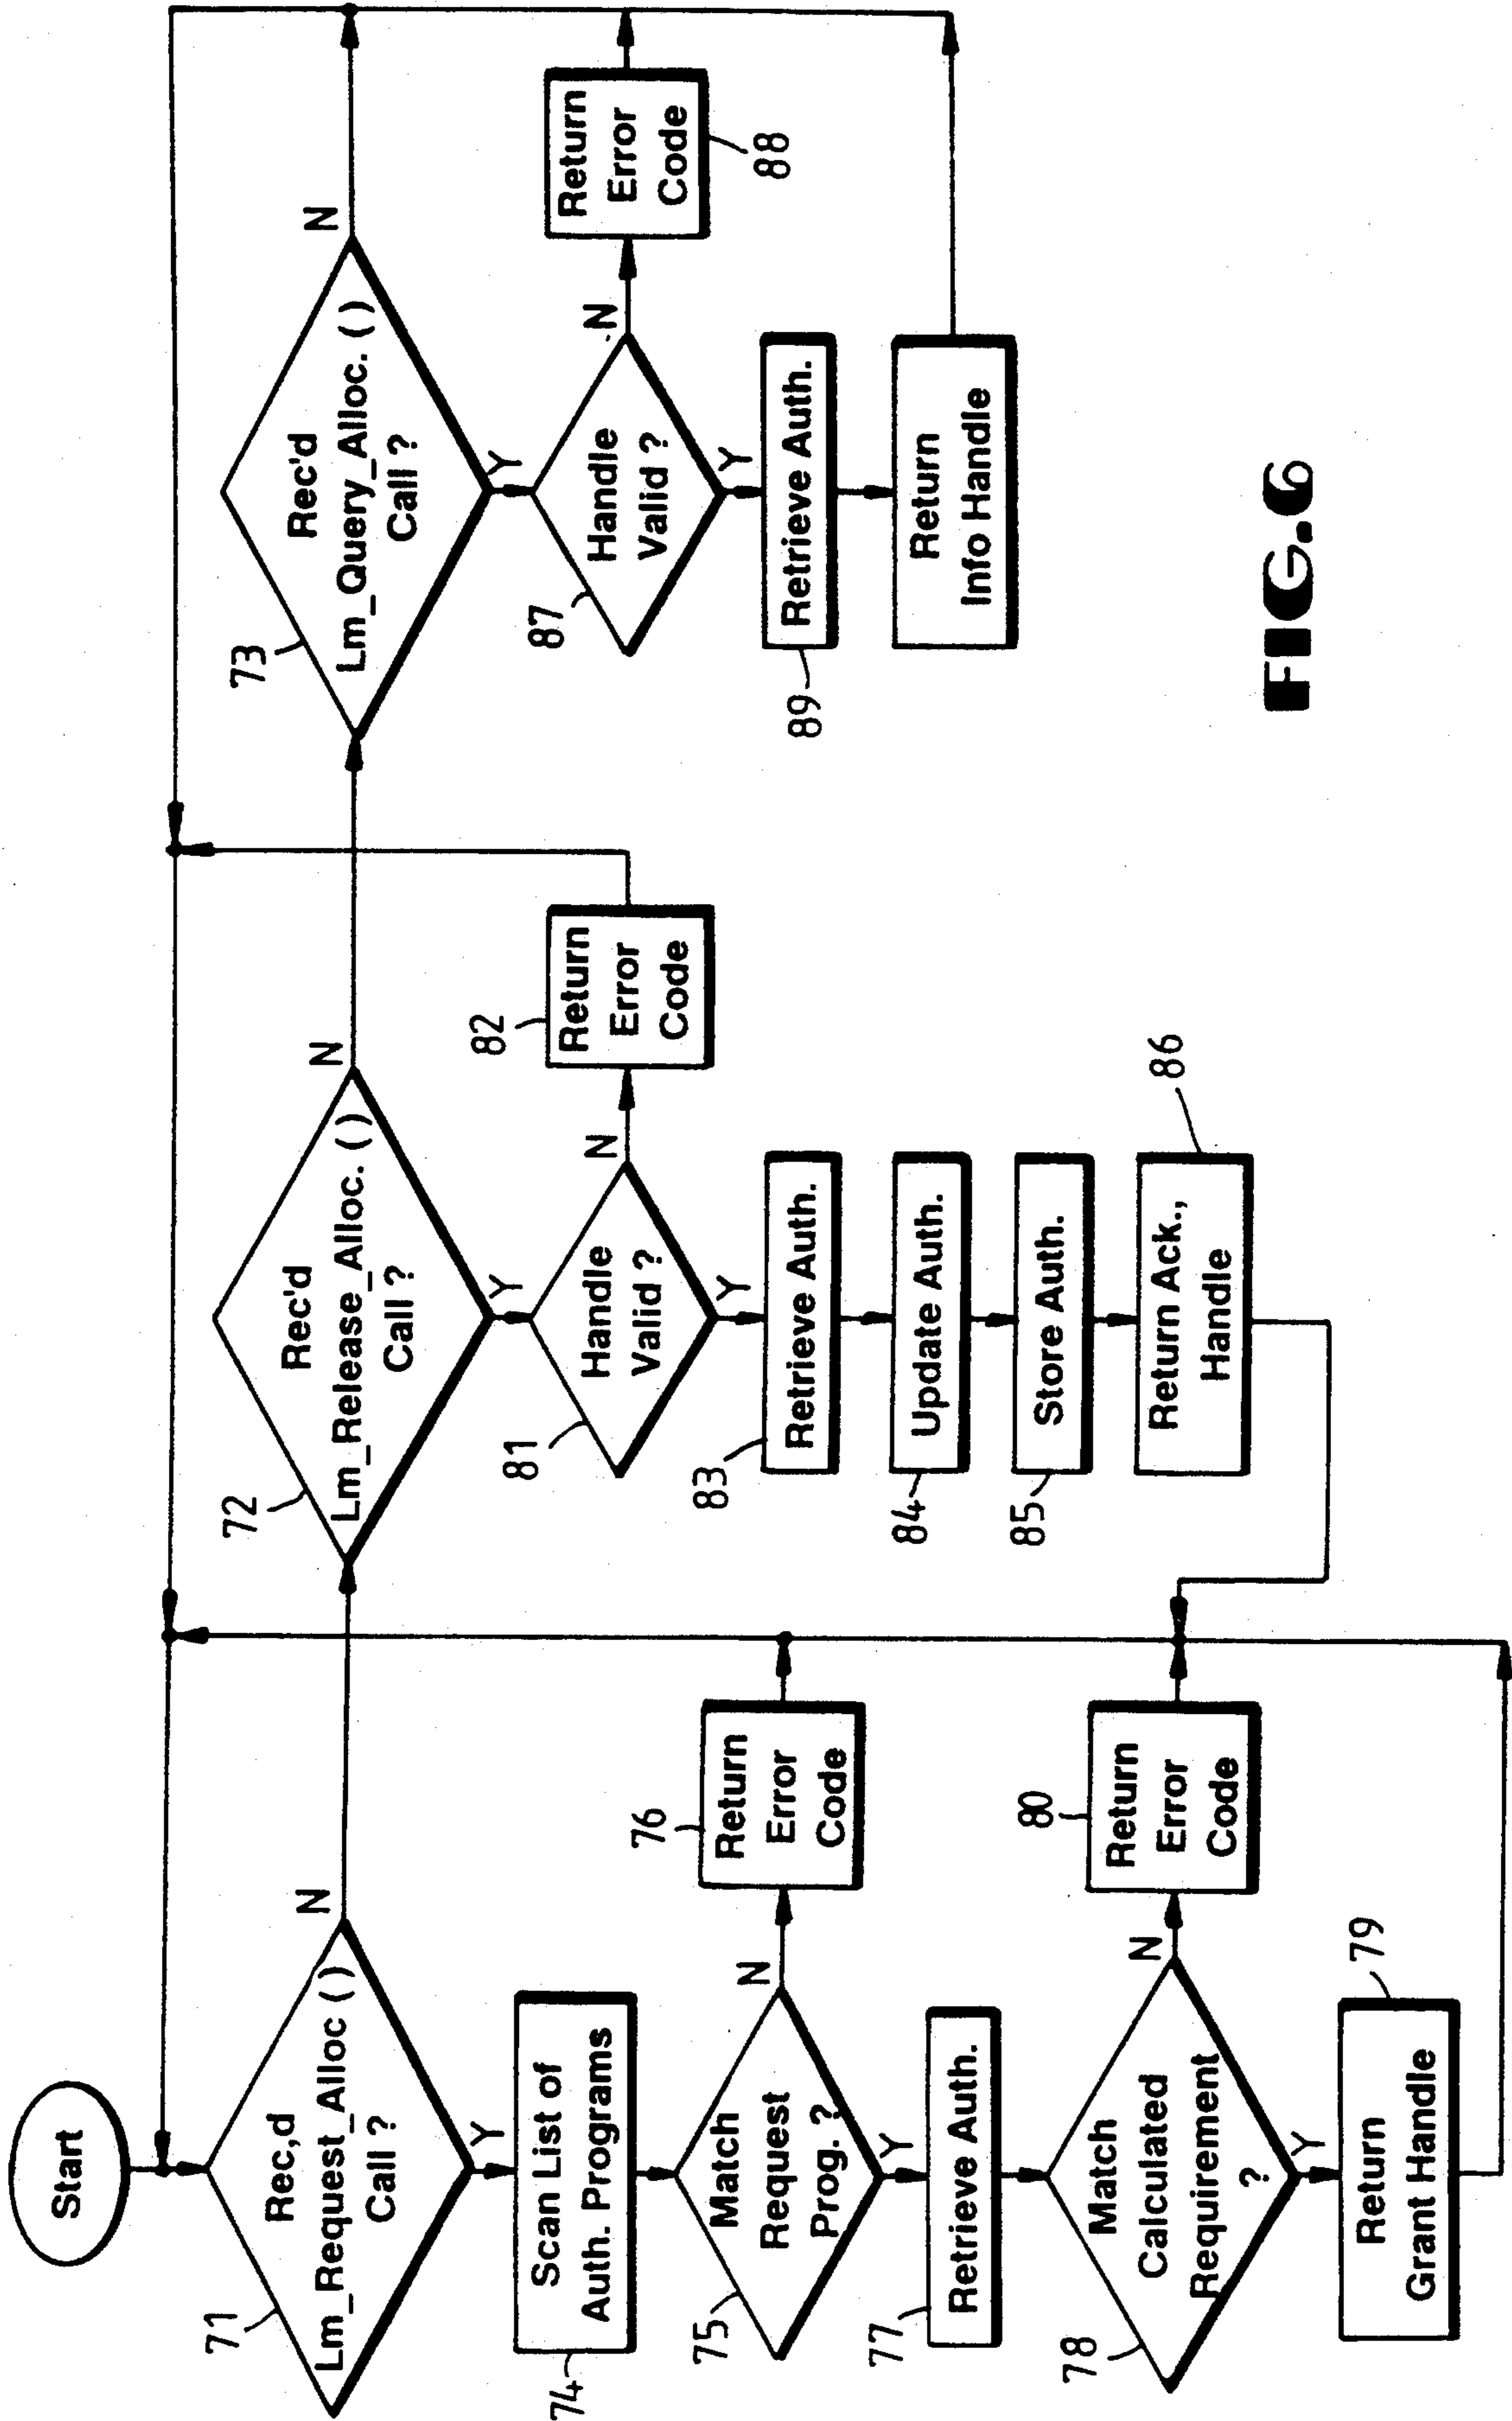 Start
71
Rec,d
Lm_Request_Alloc ( )
Call ?
N
Y
74
Scan List of
Auth. Programs
75
Match
Request
Prog. ?
N
Y
76
Return
Error
Code
77
Retrieve Auth.
78
Match
Calculated
Requirement
?
N
Y
80
Return
Error
Code
79
Return
Grant Handle
72
Rec'd
Lm_Release_Alloc. ( )
Call ?
N
Y
81
Handle
Valid ?
N
Y
82
Return
Error
Code
83
Retrieve Auth.
84
Update Auth.
85
Store Auth.
86
Return Ack.,
Handle
73
Rec'd
Lm_Query_Alloc. ( )
Call ?
N
Y
87
Handle
Valid ?
N
Y
88
Return
Error
Code
89
Retrieve Auth.
Return
Info Handle
FIG.6